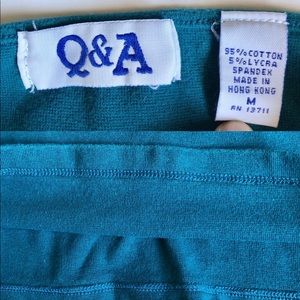 Q&A
95% COTTON
5% LYCRA
SPANDEX
MADE IN
HONG KONG
M
RN 13711